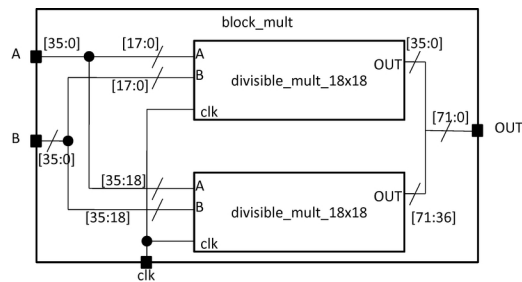 block_mult
A
[35:0]
[17:0]
A
OUT
[35:0]
[17:0]
B
divisible_mult_18x18
clk
[71:0]
OUT
B
[35:0]
[35:18]
A
OUT
[35:18]
B
divisible_mult_18x18
[71:36]
clk
clk